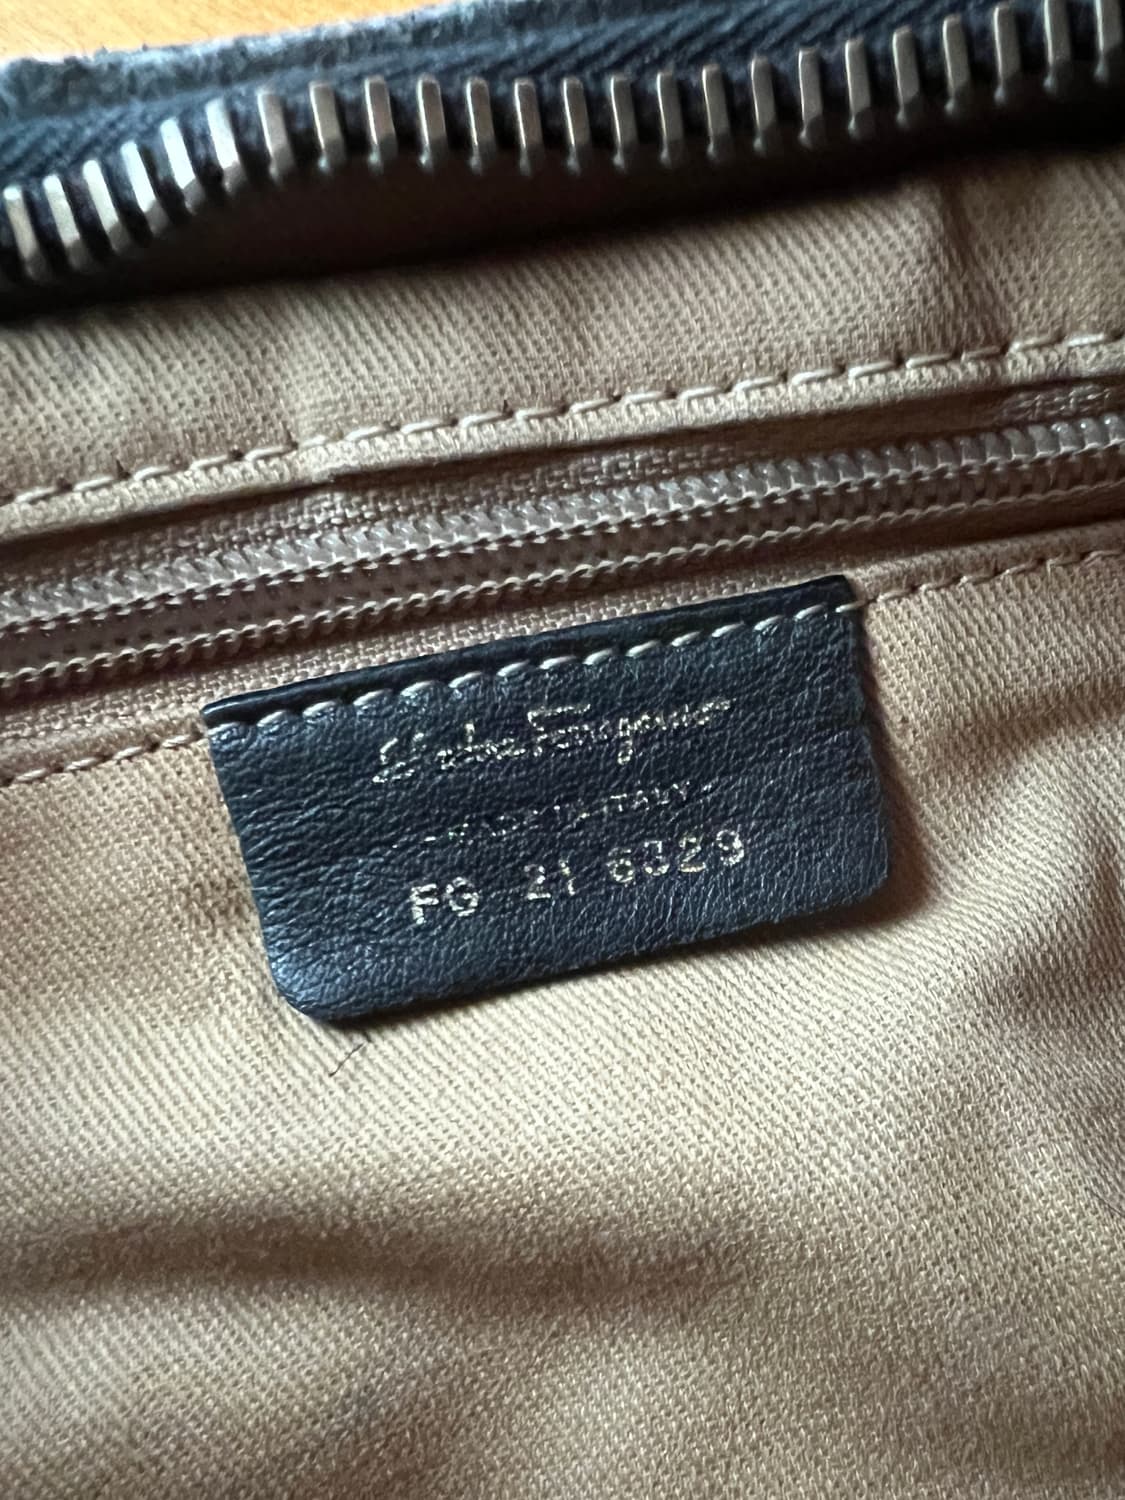 Salvatore Ferragamo
-MADE IN ITALY-
FG 21 6329